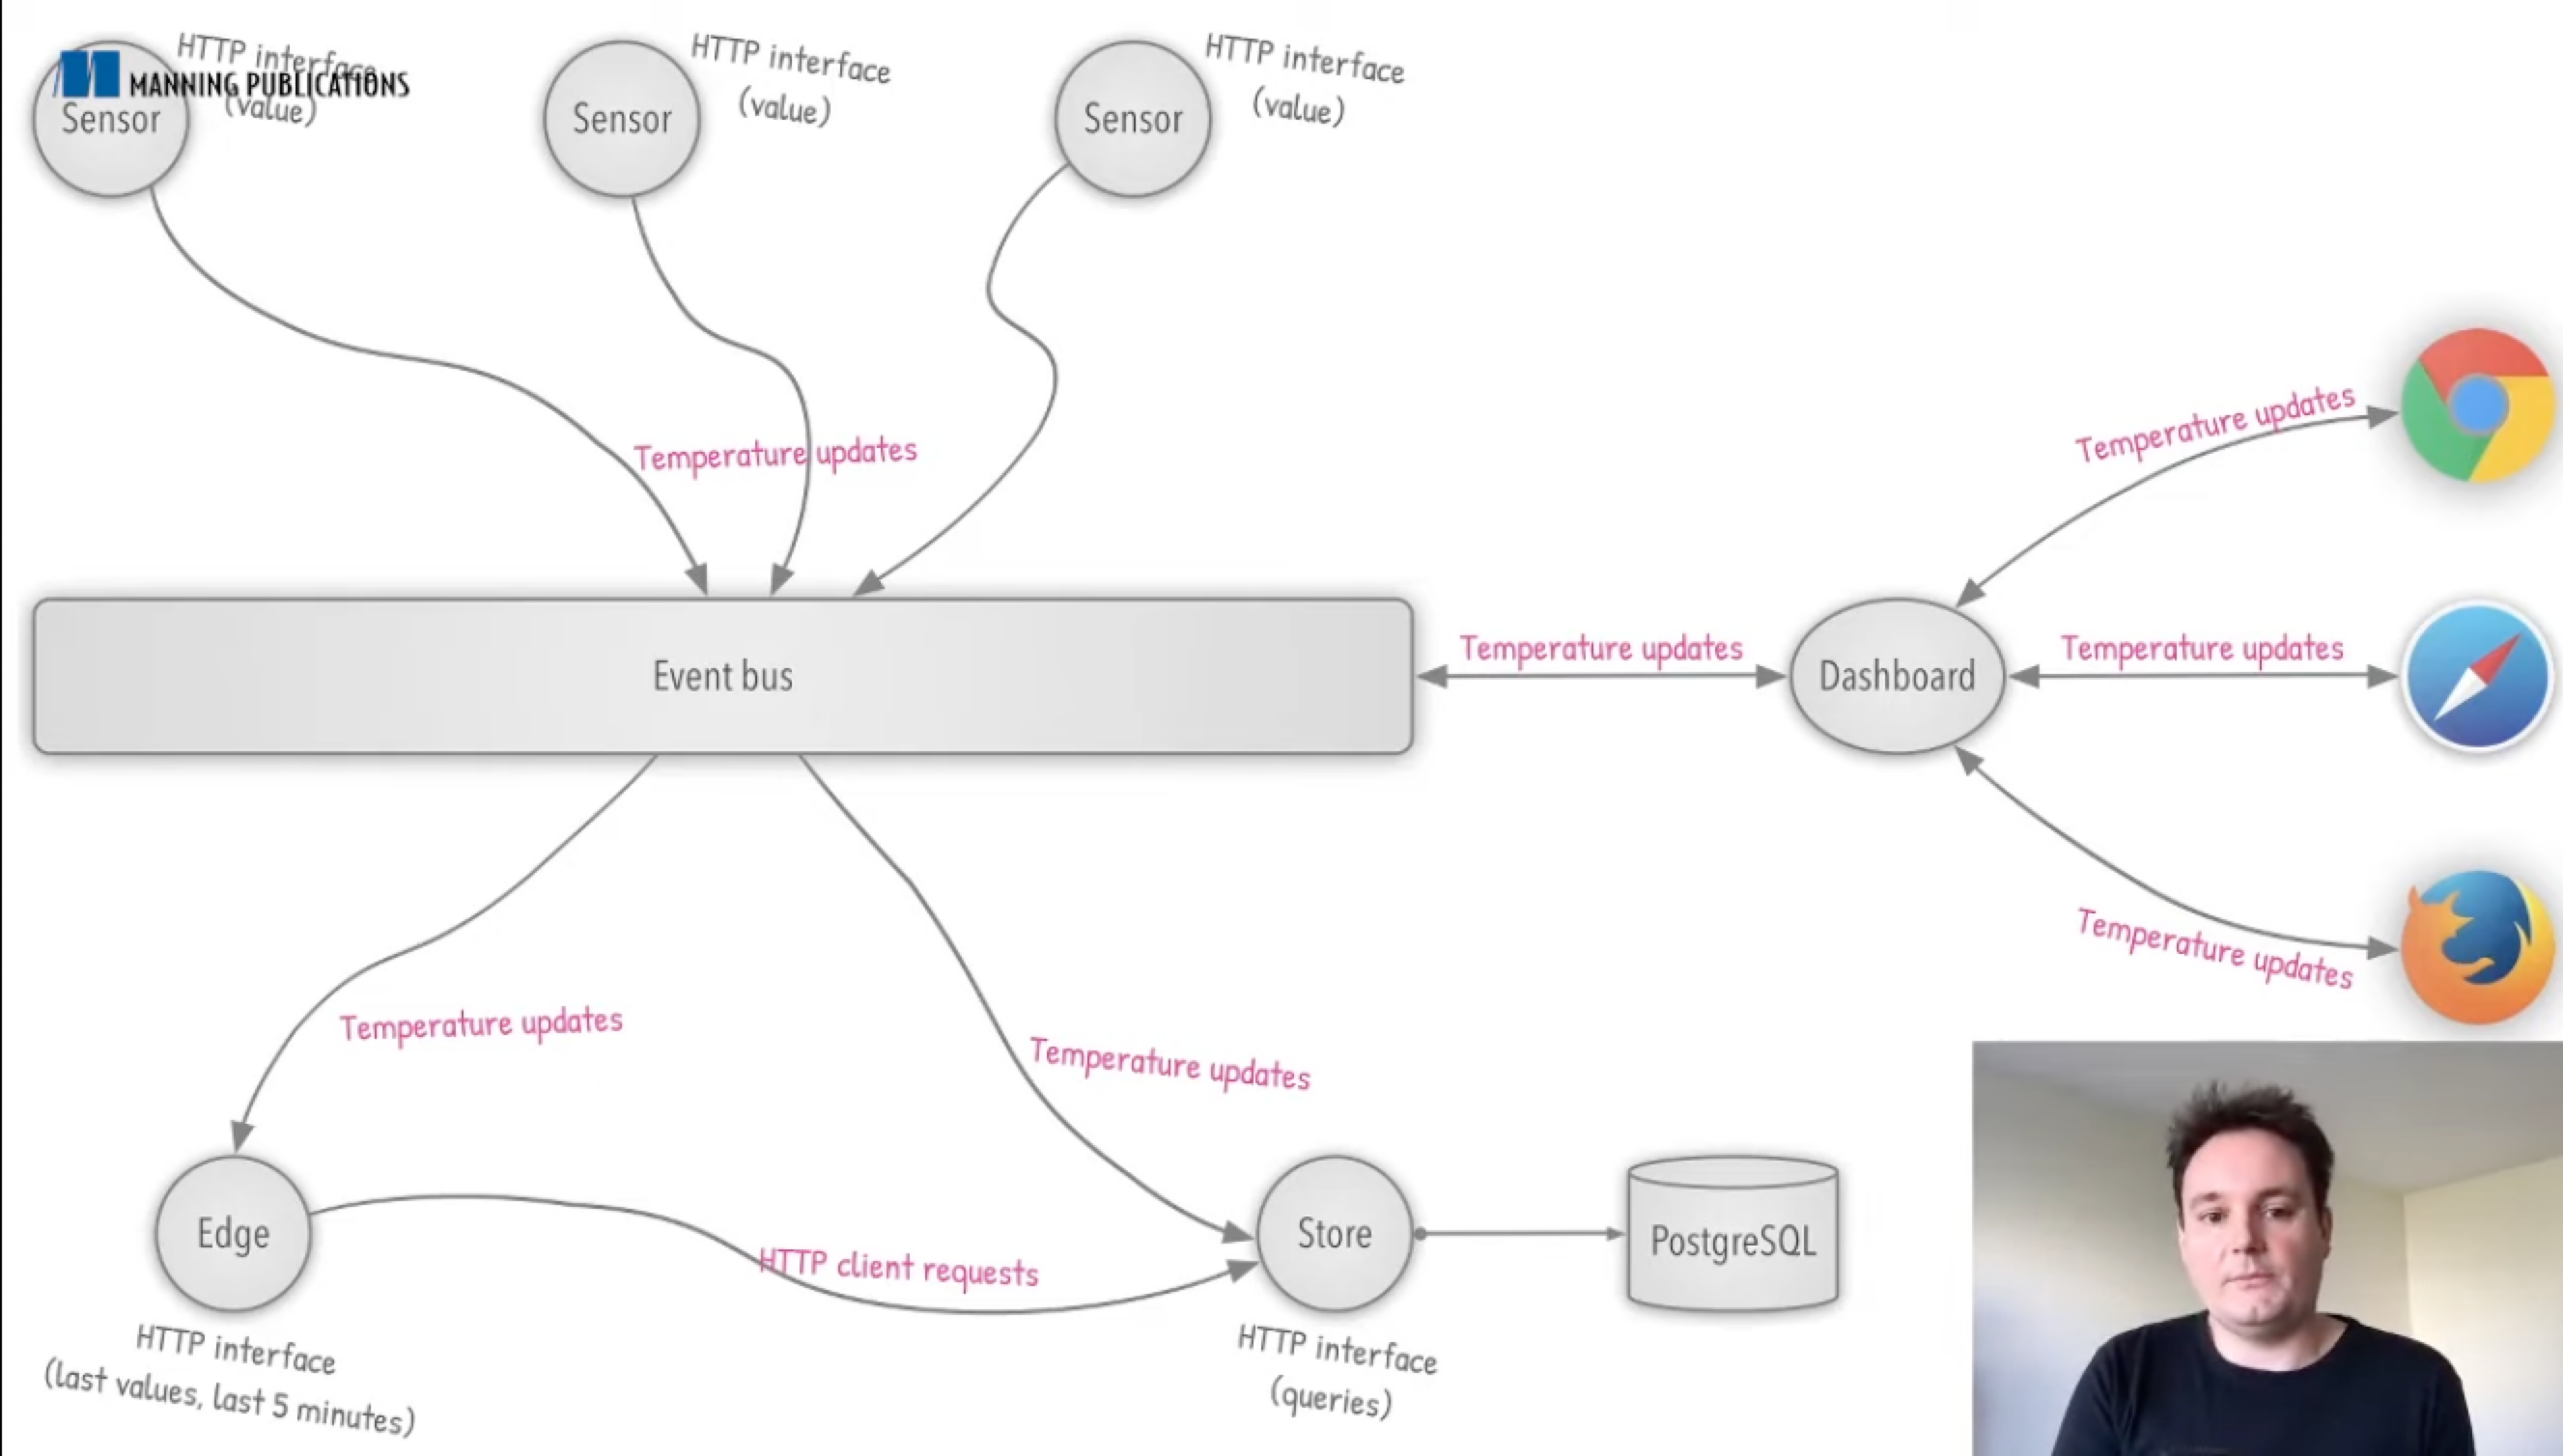 HTTP interface
(value)
MANNING PUBLICATIONS
Sensor
HTTP interface
(value)
Sensor
HTTP interface
(value)
Sensor
Temperature updates
Temperature updates
Event bus
Temperature updates
Dashboard
Temperature updates
Temperature updates
Temperature updates
Temperature updates
Edge
HTTP client requests
Store
PostgreSQL
HTTP interface
(last values, last 5 minutes)
HTTP interface
(queries)